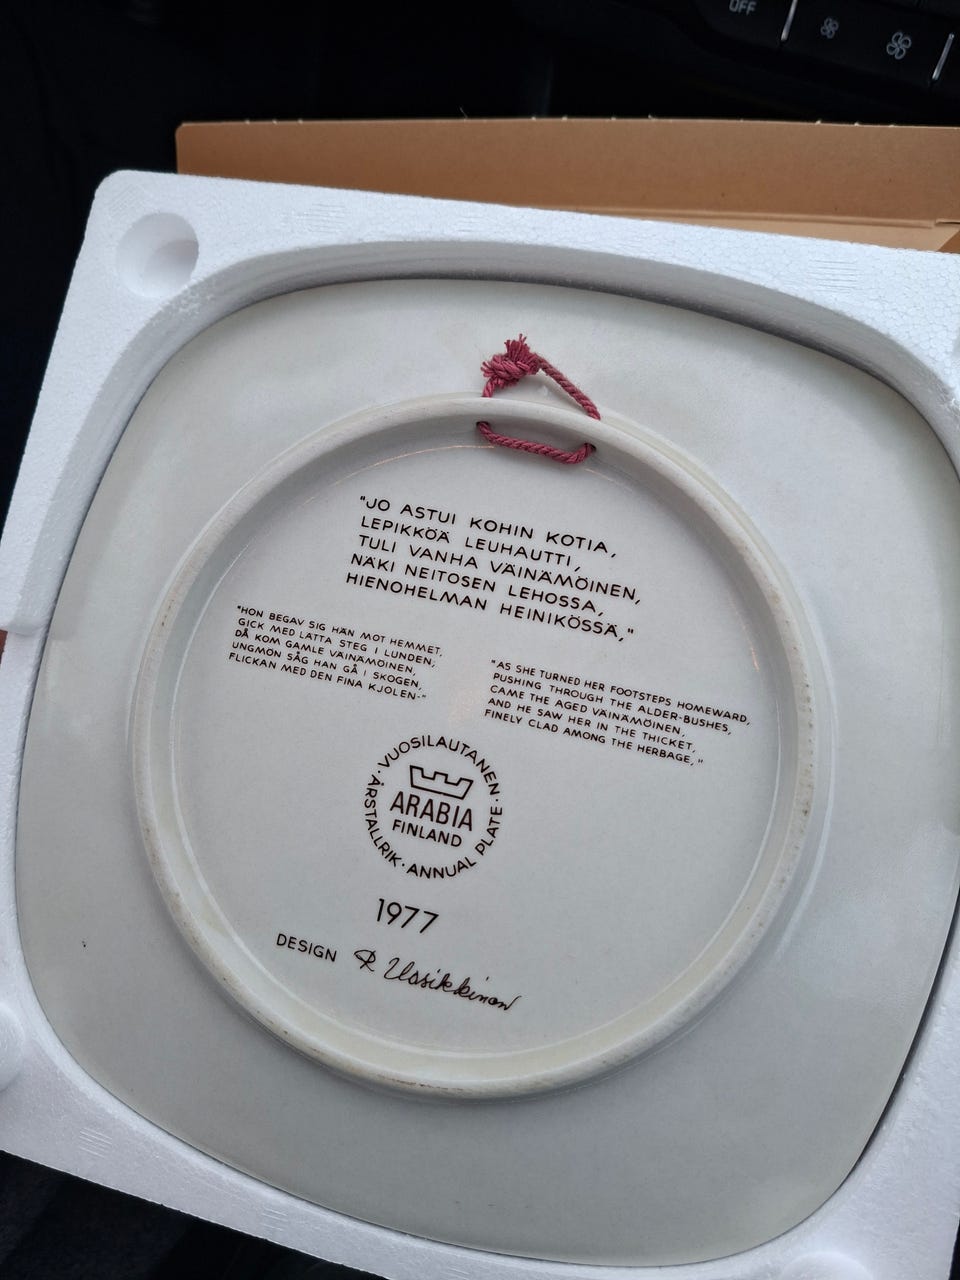 OFF
"JO ASTUI KOHIN KOTIA,
LEPIKKÖÄ LEUHAUTTI,
TULI VANHA VÄINÄMÖINEN,
NÄKI NEITOSEN LEHOSSA,
HIENOHELMAN HEINIKÖSSÄ,"
"HON BEGAV SIG HÄN MOT HEMMET,
GICK MED LÄTTA STEG I LUNDEN;
DÅ KOM GAMLE VÄINÄMÖINEN,
UNGMÖN SÅG HAN GÅ I SKOGEN,
FLICKAN MED DEN FINA KJOLEN-"
"AS SHE TURNED HER FOOTSTEPS HOMEWARD,
PUSHING THROUGH THE ALDER-BUSHES,
CAME THE AGED VÄINÄMÖINEN,
AND HE SAW HER IN THE THICKET,
FINELY CLAD AMONG THE HERBAGE,"
VUOSILAUTANEN · ANNUAL PLATE · ÅRSTALLRIK ·
ARABIA
FINLAND
1977
DESIGN R Uosikkinen